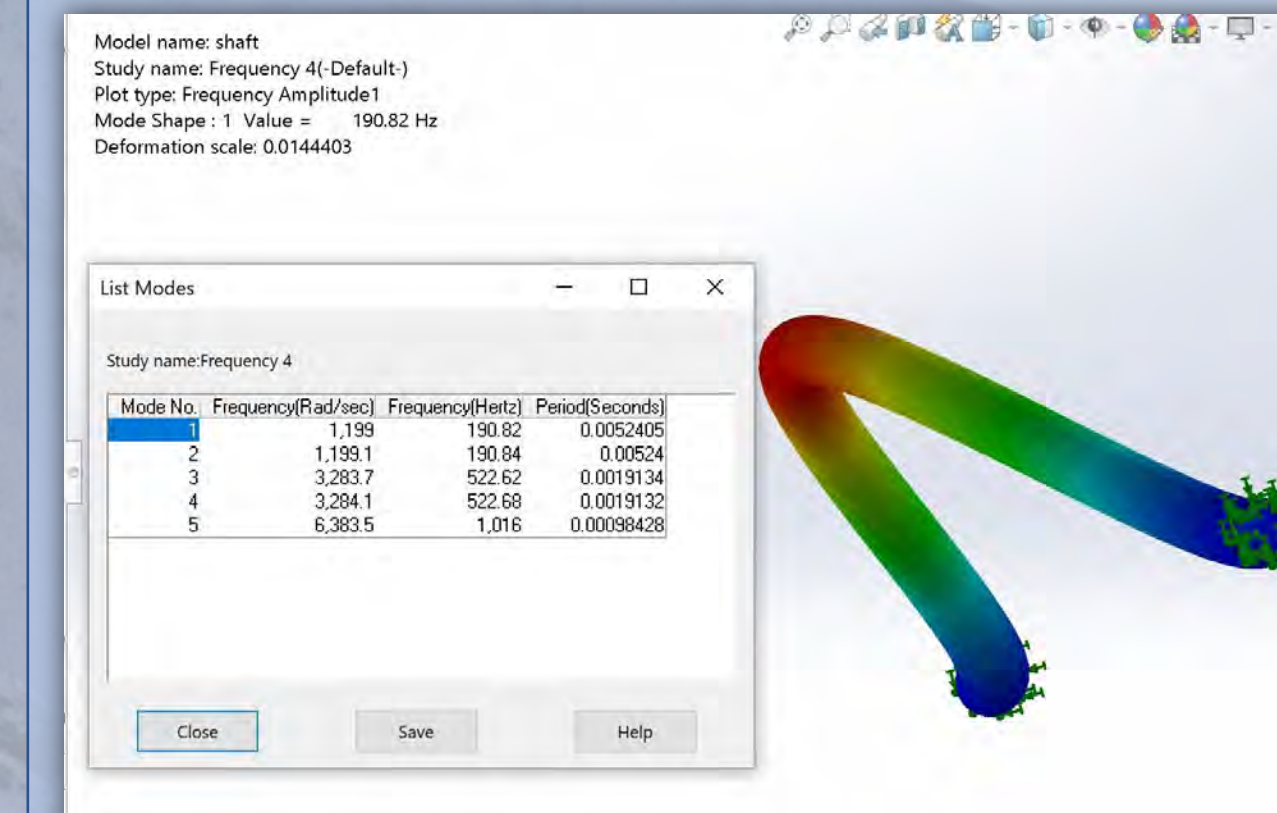 Model name: shaft
Study name: Frequency 4(-Default-)
Plot type: Frequency Amplitude1
Mode Shape : 1 Value = 190.82 Hz
Deformation scale: 0.0144403
List Modes
Study name:Frequency 4
Mode No. Frequency(Rad/sec) Frequency(Hertz) Period(Seconds)
1 1,199 190.82 0.0052405
2 1,199.1 190.84 0.00524
3 3,283.7 522.62 0.0019134
4 3,284.1 522.68 0.0019132
5 6,383.5 1,016 0.00098428
Close Save Help